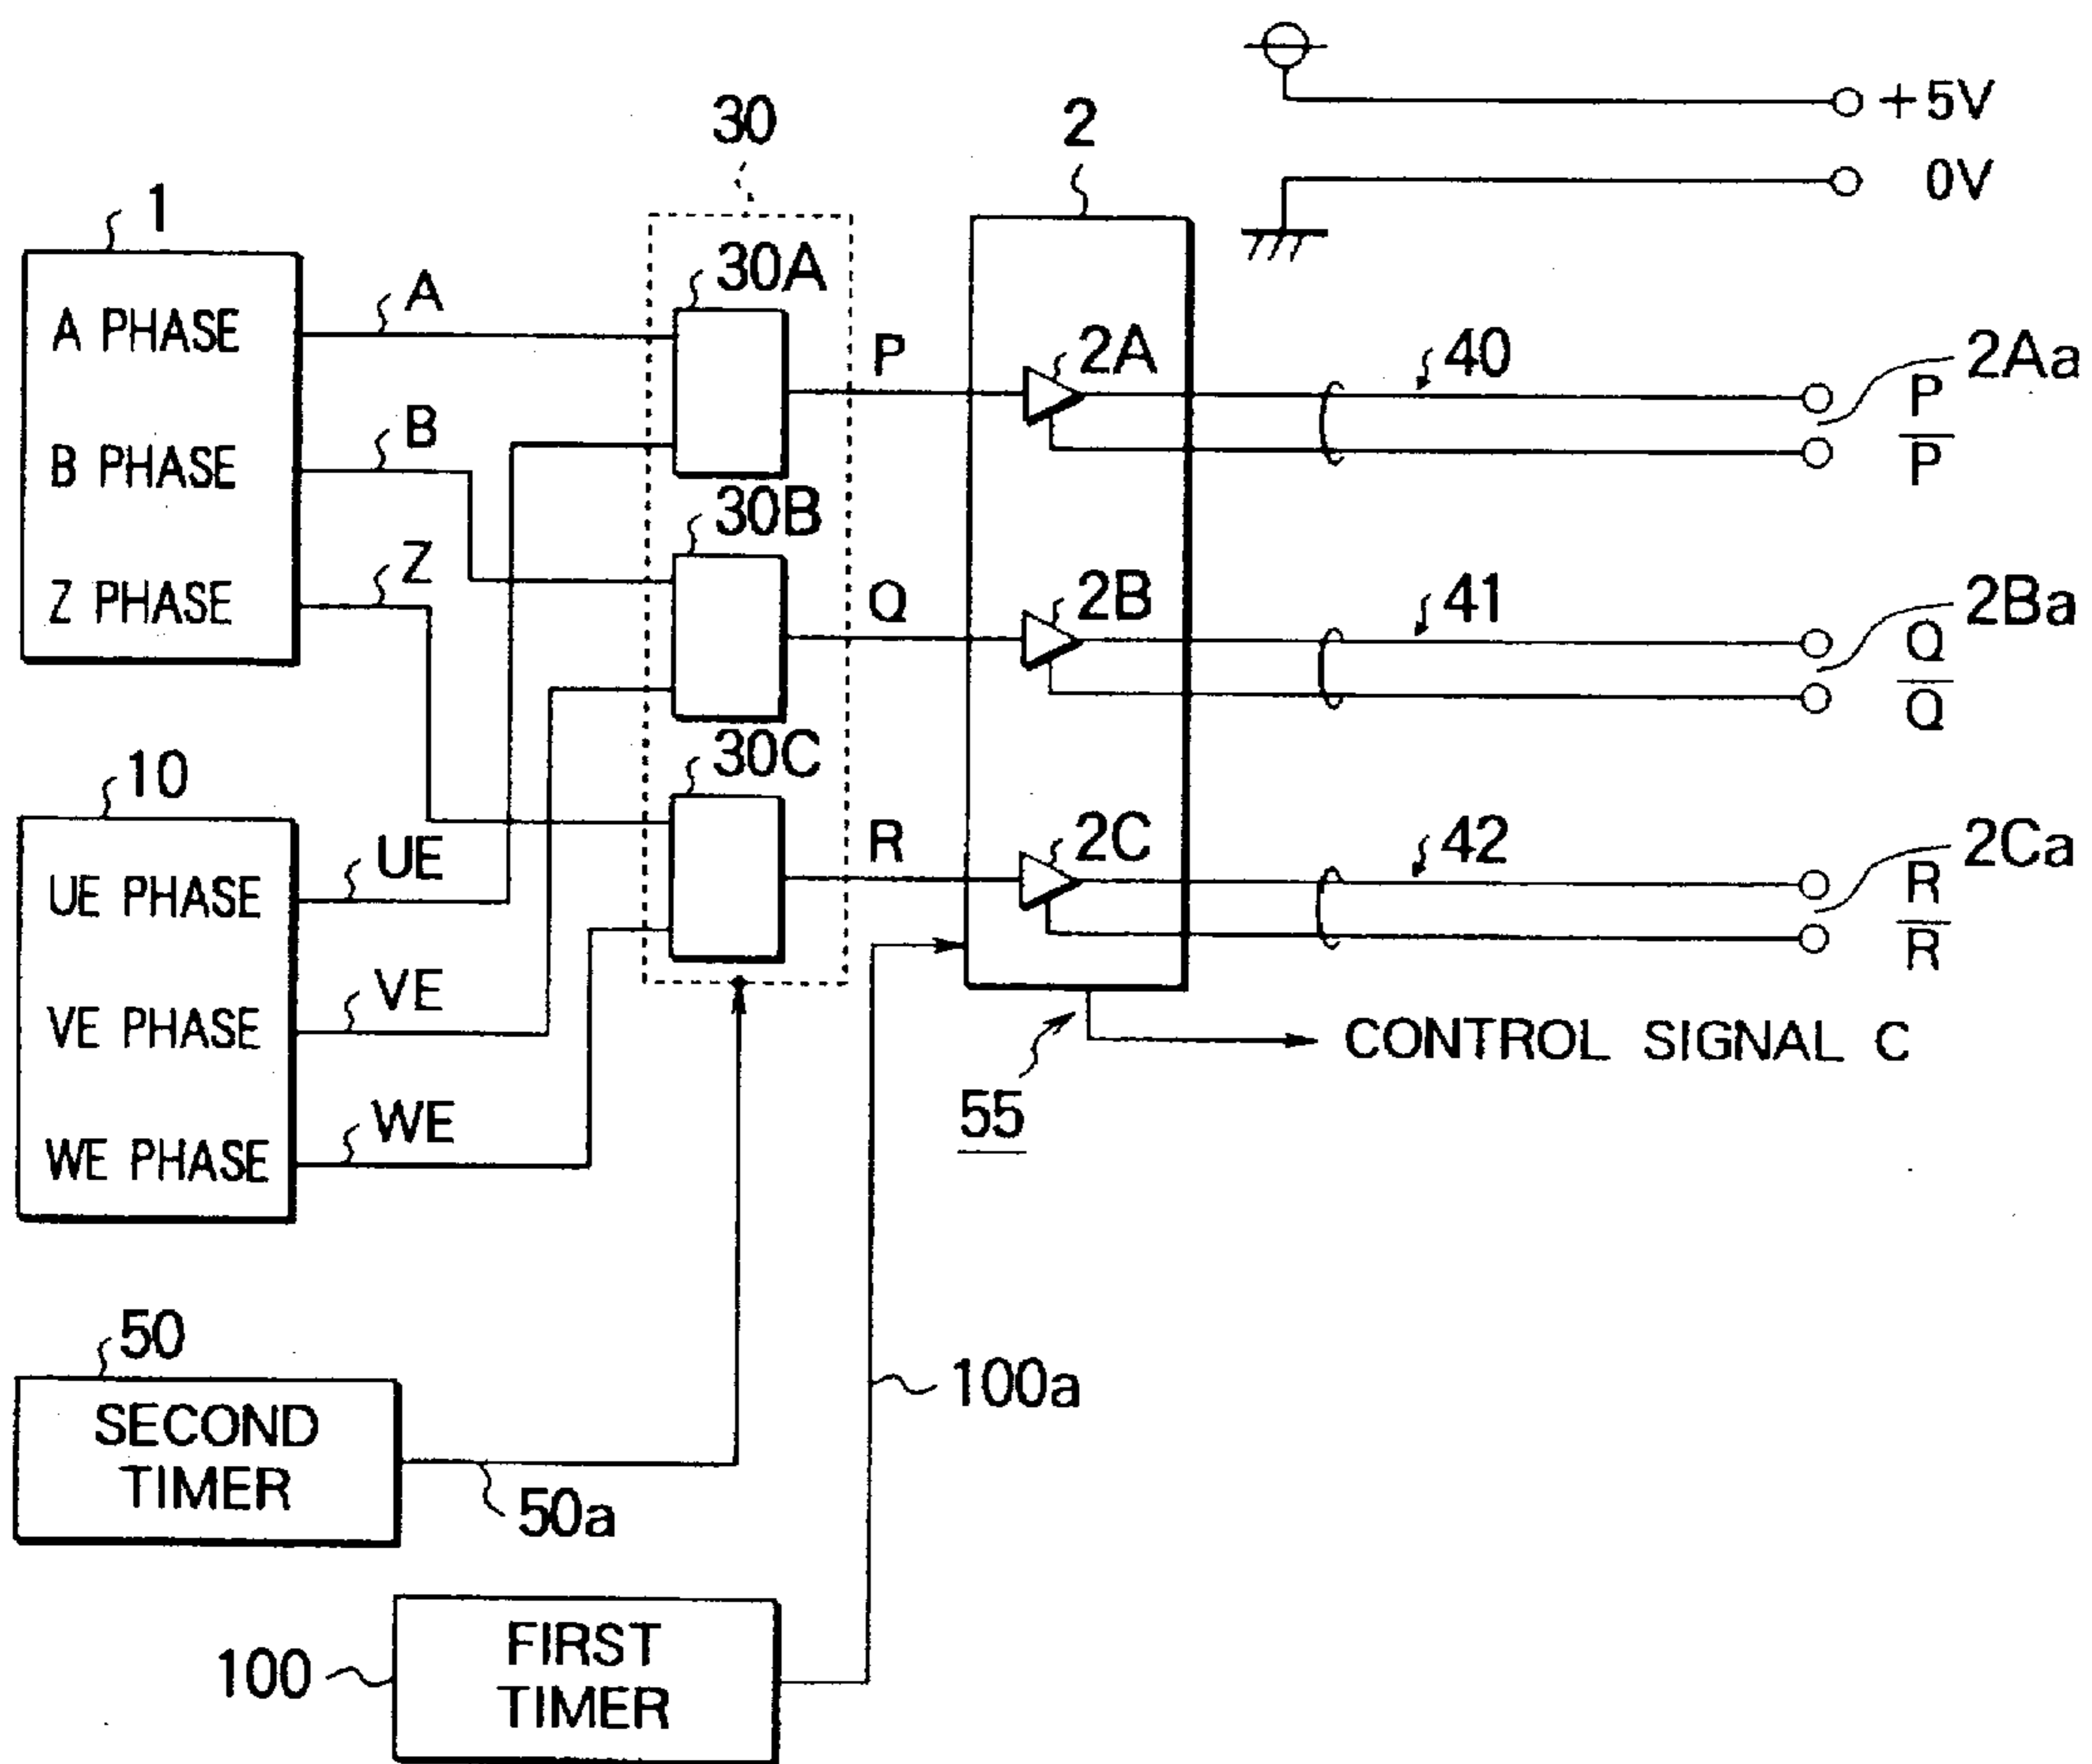 +5V
0V
30
2
1
A PHASE
B PHASE
Z PHASE
A
B
Z
30A
30B
30C
P
Q
R
2A
2B
2C
40
41
42
P
P̅
2Aa
Q
Q̅
2Ba
R
R̅
2Ca
10
UE PHASE
VE PHASE
WE PHASE
UE
VE
WE
CONTROL SIGNAL C
55
50
SECOND
TIMER
50a
100a
100
FIRST
TIMER